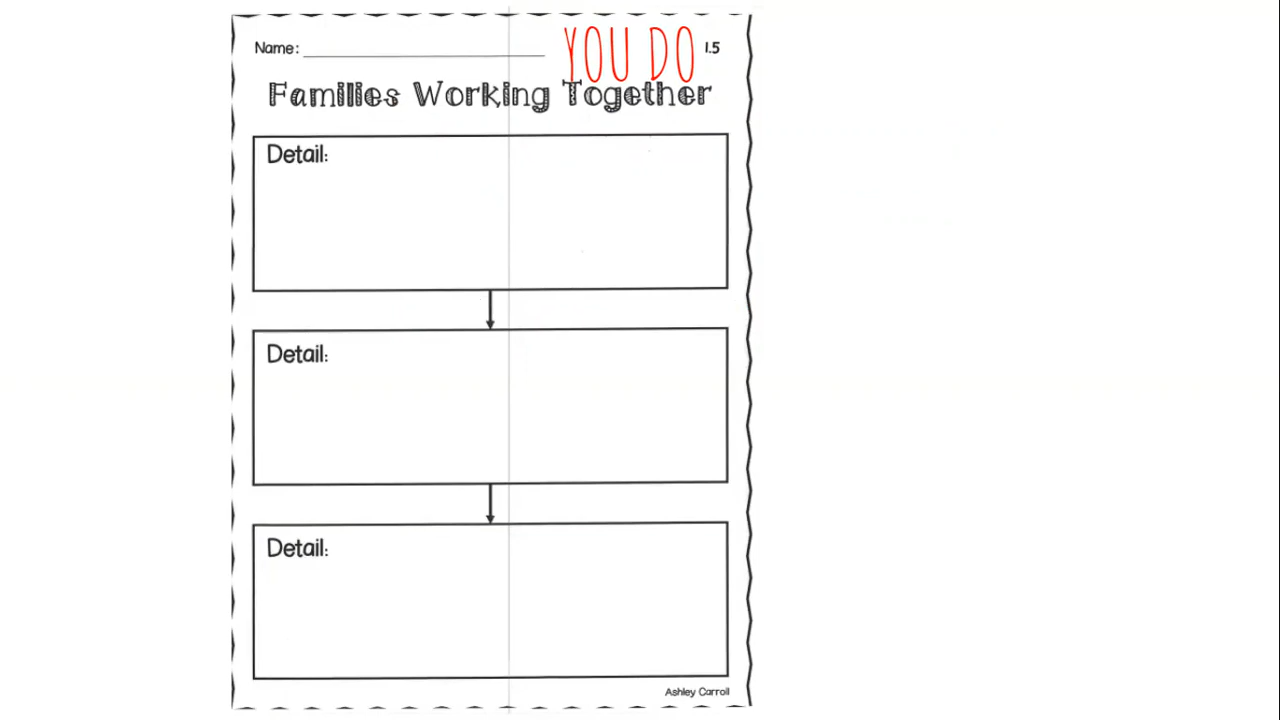 Name: YOU DO 1.5
Families Working Together
Detail:
Detail:
Detail:
Ashley Carroll